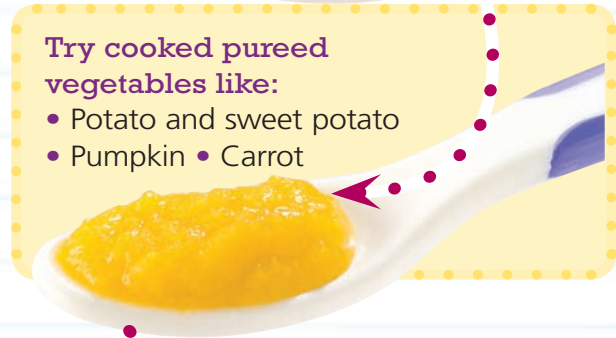 Try cooked pureed
vegetables like:
• Potato and sweet potato
• Pumpkin • Carrot